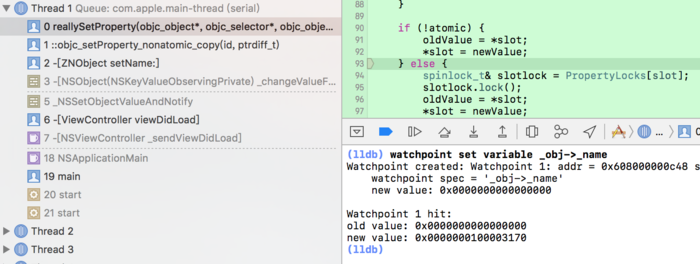 Thread 1 Queue: com.apple.main-thread (serial)
0 reallySetProperty(objc_object*, objc_selector*, objc_obje...
1 ::objc_setProperty_nonatomic_copy(id, ptrdiff_t)
2 -[ZNObject setName:]
3 -[NSObject(NSKeyValueObservingPrivate) _changeValueF...
5 _NSSetObjectValueAndNotify
6 -[ViewController viewDidLoad]
7 -[NSViewController _sendViewDidLoad]
18 NSApplicationMain
19 main
20 start
21 start
Thread 2
Thread 3
88 }
89
90 if (!atomic) {
91 oldValue = *slot;
92 *slot = newValue;
93 } else {
94 spinlock_t& slotlock = PropertyLocks[slot];
95 slotlock.lock();
96 oldValue = *slot;
97 *slot = newValue;
(lldb) watchpoint set variable _obj->_name
Watchpoint created: Watchpoint 1: addr = 0x608000000c48 s
watchpoint spec = '_obj->_name'
new value: 0x0000000000000000
Watchpoint 1 hit:
old value: 0x0000000000000000
new value: 0x0000000100003170
(lldb)